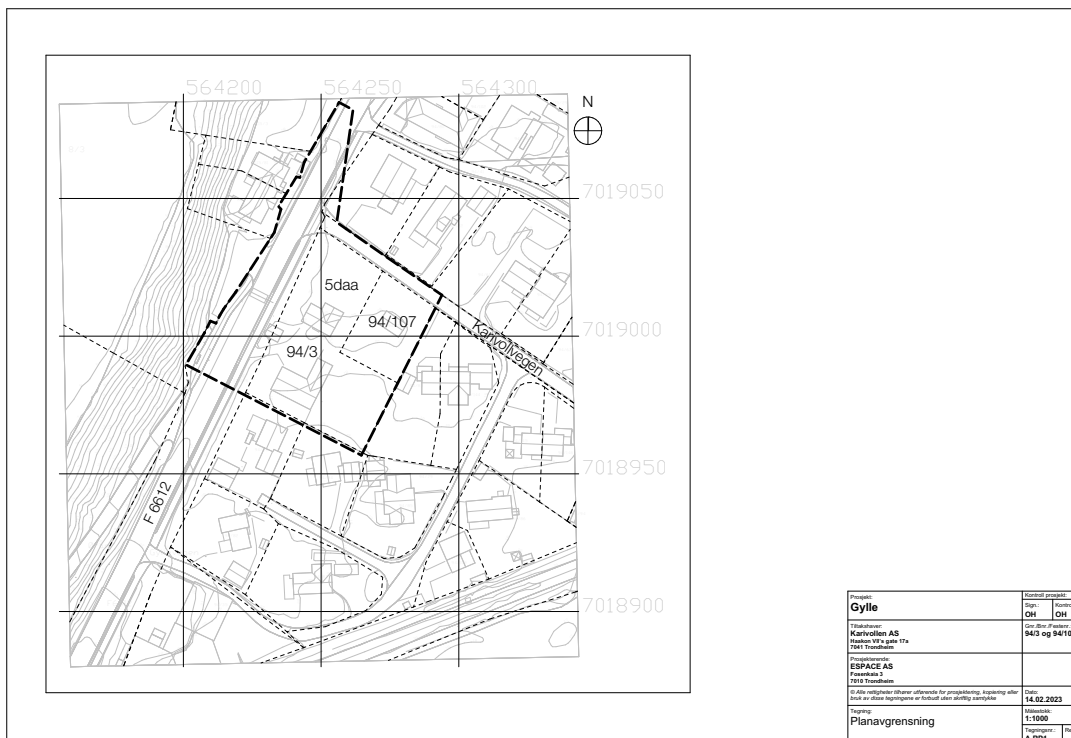 564200 564250 564300
N
7019050
5daa
94/107
7019000
94/3
Karivollvegen
7018950
F 6612
7018900
Prosjekt:
Gylle
Kontroll prosjekt:
Sign.:
OH
OH
Tiltakshaver:
Karivollen AS
Haakon VII's gate 17a
7041 Trondheim
94/3 og 94/10
Prosjekterende:
ESPACE AS
Fosenkaia 3
7010 Trondheim
© Alle rettigheter tilhører utførende for prosjektering, kopiering eller
bruk av disse tegningene er forbudt uten skriftlig samtykke
Dato:
14.02.2023
Tegning:
Planavgrensning
Målestokk:
1:1000
Tegningsnr.: